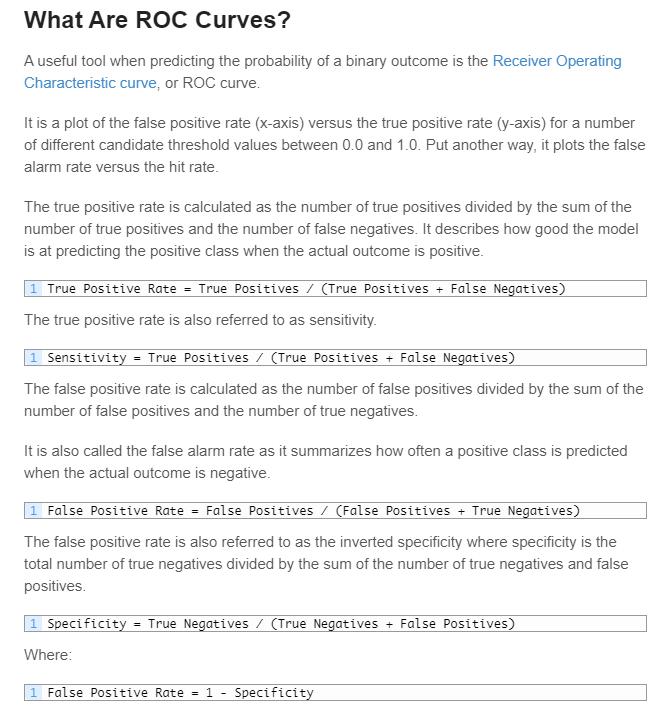 What Are ROC Curves?
A useful tool when predicting the probability of a binary outcome is the Receiver Operating
Characteristic curve, or ROC curve.
It is a plot of the false positive rate (x-axis) versus the true positive rate (y-axis) for a number
of different candidate threshold values between 0.0 and 1.0. Put another way, it plots the false
alarm rate versus the hit rate.
The true positive rate is calculated as the number of true positives divided by the sum of the
number of true positives and the number of false negatives. It describes how good the model
is at predicting the positive class when the actual outcome is positive.
1 True Positive Rate = True Positives / (True Positives + False Negatives)
The true positive rate is also referred to as sensitivity.
1 Sensitivity = True Positives / (True Positives + False Negatives)
The false positive rate is calculated as the number of false positives divided by the sum of the
number of false positives and the number of true negatives.
It is also called the false alarm rate as it summarizes how often a positive class is predicted
when the actual outcome is negative.
1 False Positive Rate = False Positives / (False Positives + True Negatives)
The false positive rate is also referred to as the inverted specificity where specificity is the
total number of true negatives divided by the sum of the number of true negatives and false
positives.
1 Specificity = True Negatives / (True Negatives + False Positives)
Where:
1 False Positive Rate = 1 - Specificity